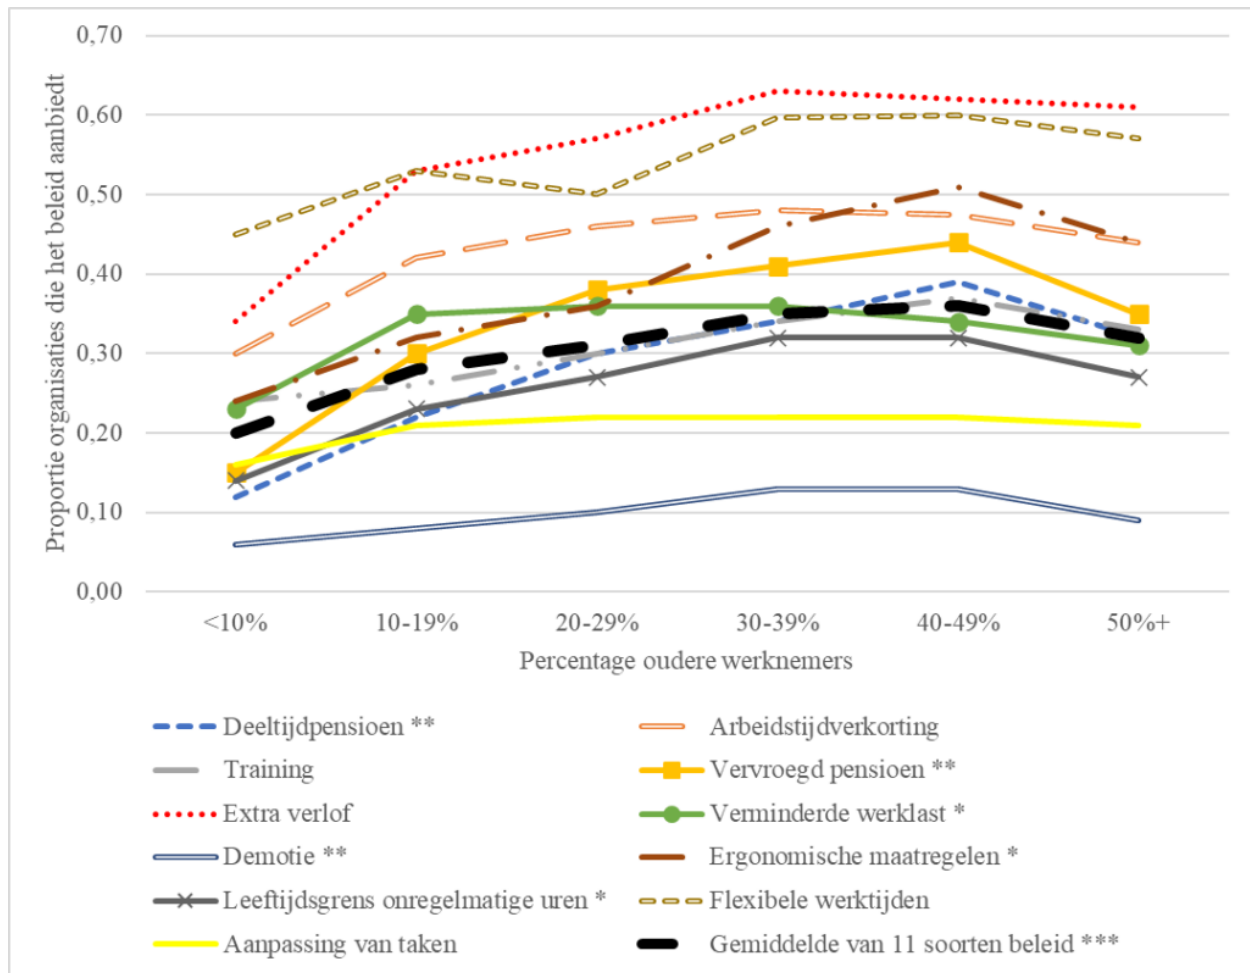 Proportie organisaties die het beleid aanbiedt
0,70
0,60
0,50
0,40
0,30
0,20
0,10
0,00
<10% 10-19% 20-29% 30-39% 40-49% 50%+
Percentage oudere werknemers
Deeltijdpensioen ** Arbeidstijdverkorting
Training Vervroegd pensioen **
Extra verlof Verminderde werklast *
Demotie ** Ergonomische maatregelen *
Leeftijdsgrens onregelmatige uren * Flexibele werktijden
Aanpassing van taken Gemiddelde van 11 soorten beleid ***